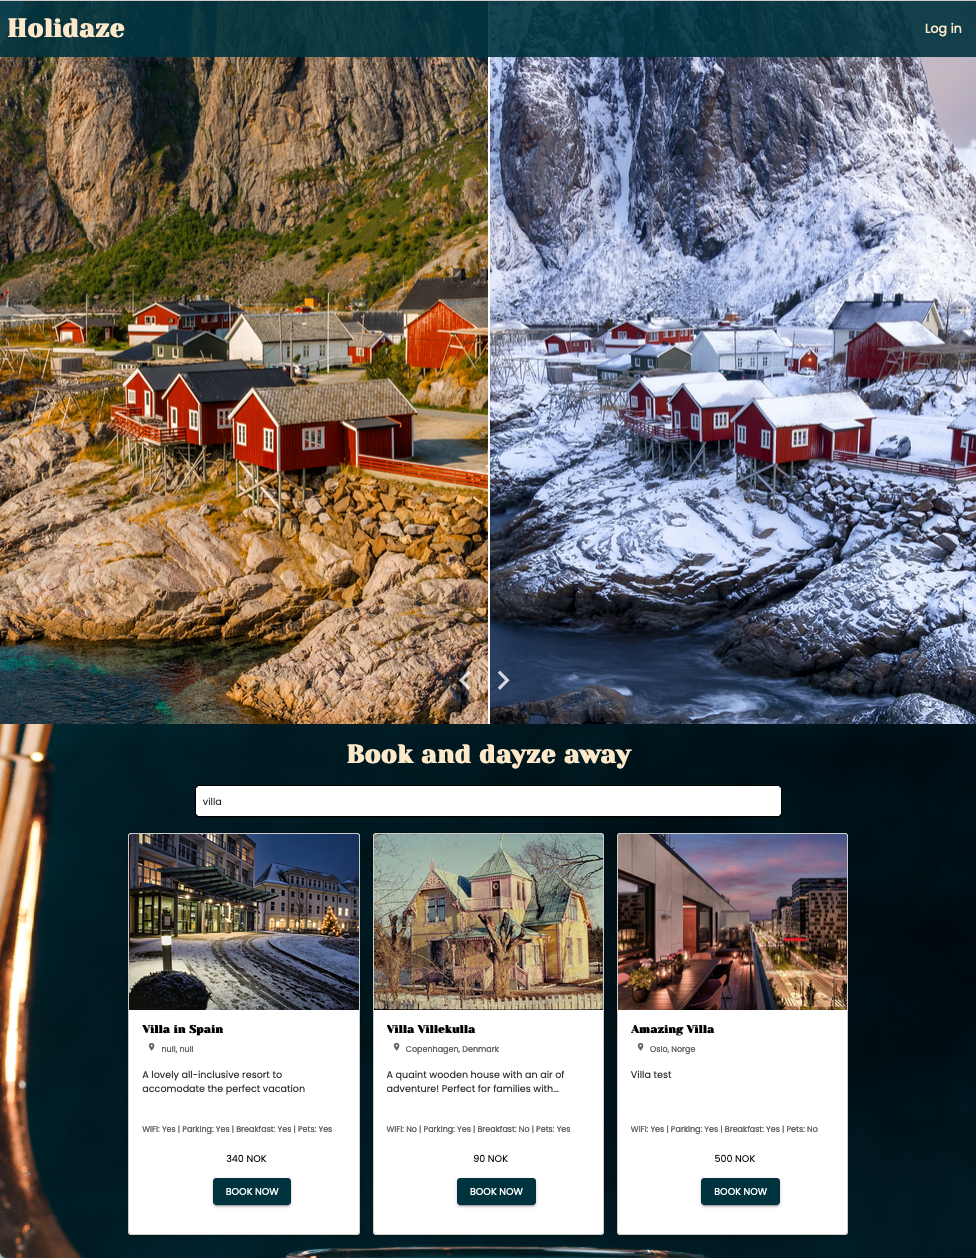 Holidaze
Log in
Book and dayze away
villa
Villa in Spain
null, null
A lovely all-inclusive resort to
accomodate the perfect vacation
WIFI: Yes | Parking: Yes | Breakfast: Yes | Pets: Yes
340 NOK
BOOK NOW
Villa Villekulla
Copenhagen, Denmark
A quaint wooden house with an air of
adventure! Perfect for families with...
WIFI: No | Parking: Yes | Breakfast: No | Pets: Yes
90 NOK
BOOK NOW
Amazing Villa
Oslo, Norge
Villa test
WIFI: Yes | Parking: Yes | Breakfast: Yes | Pets: No
500 NOK
BOOK NOW